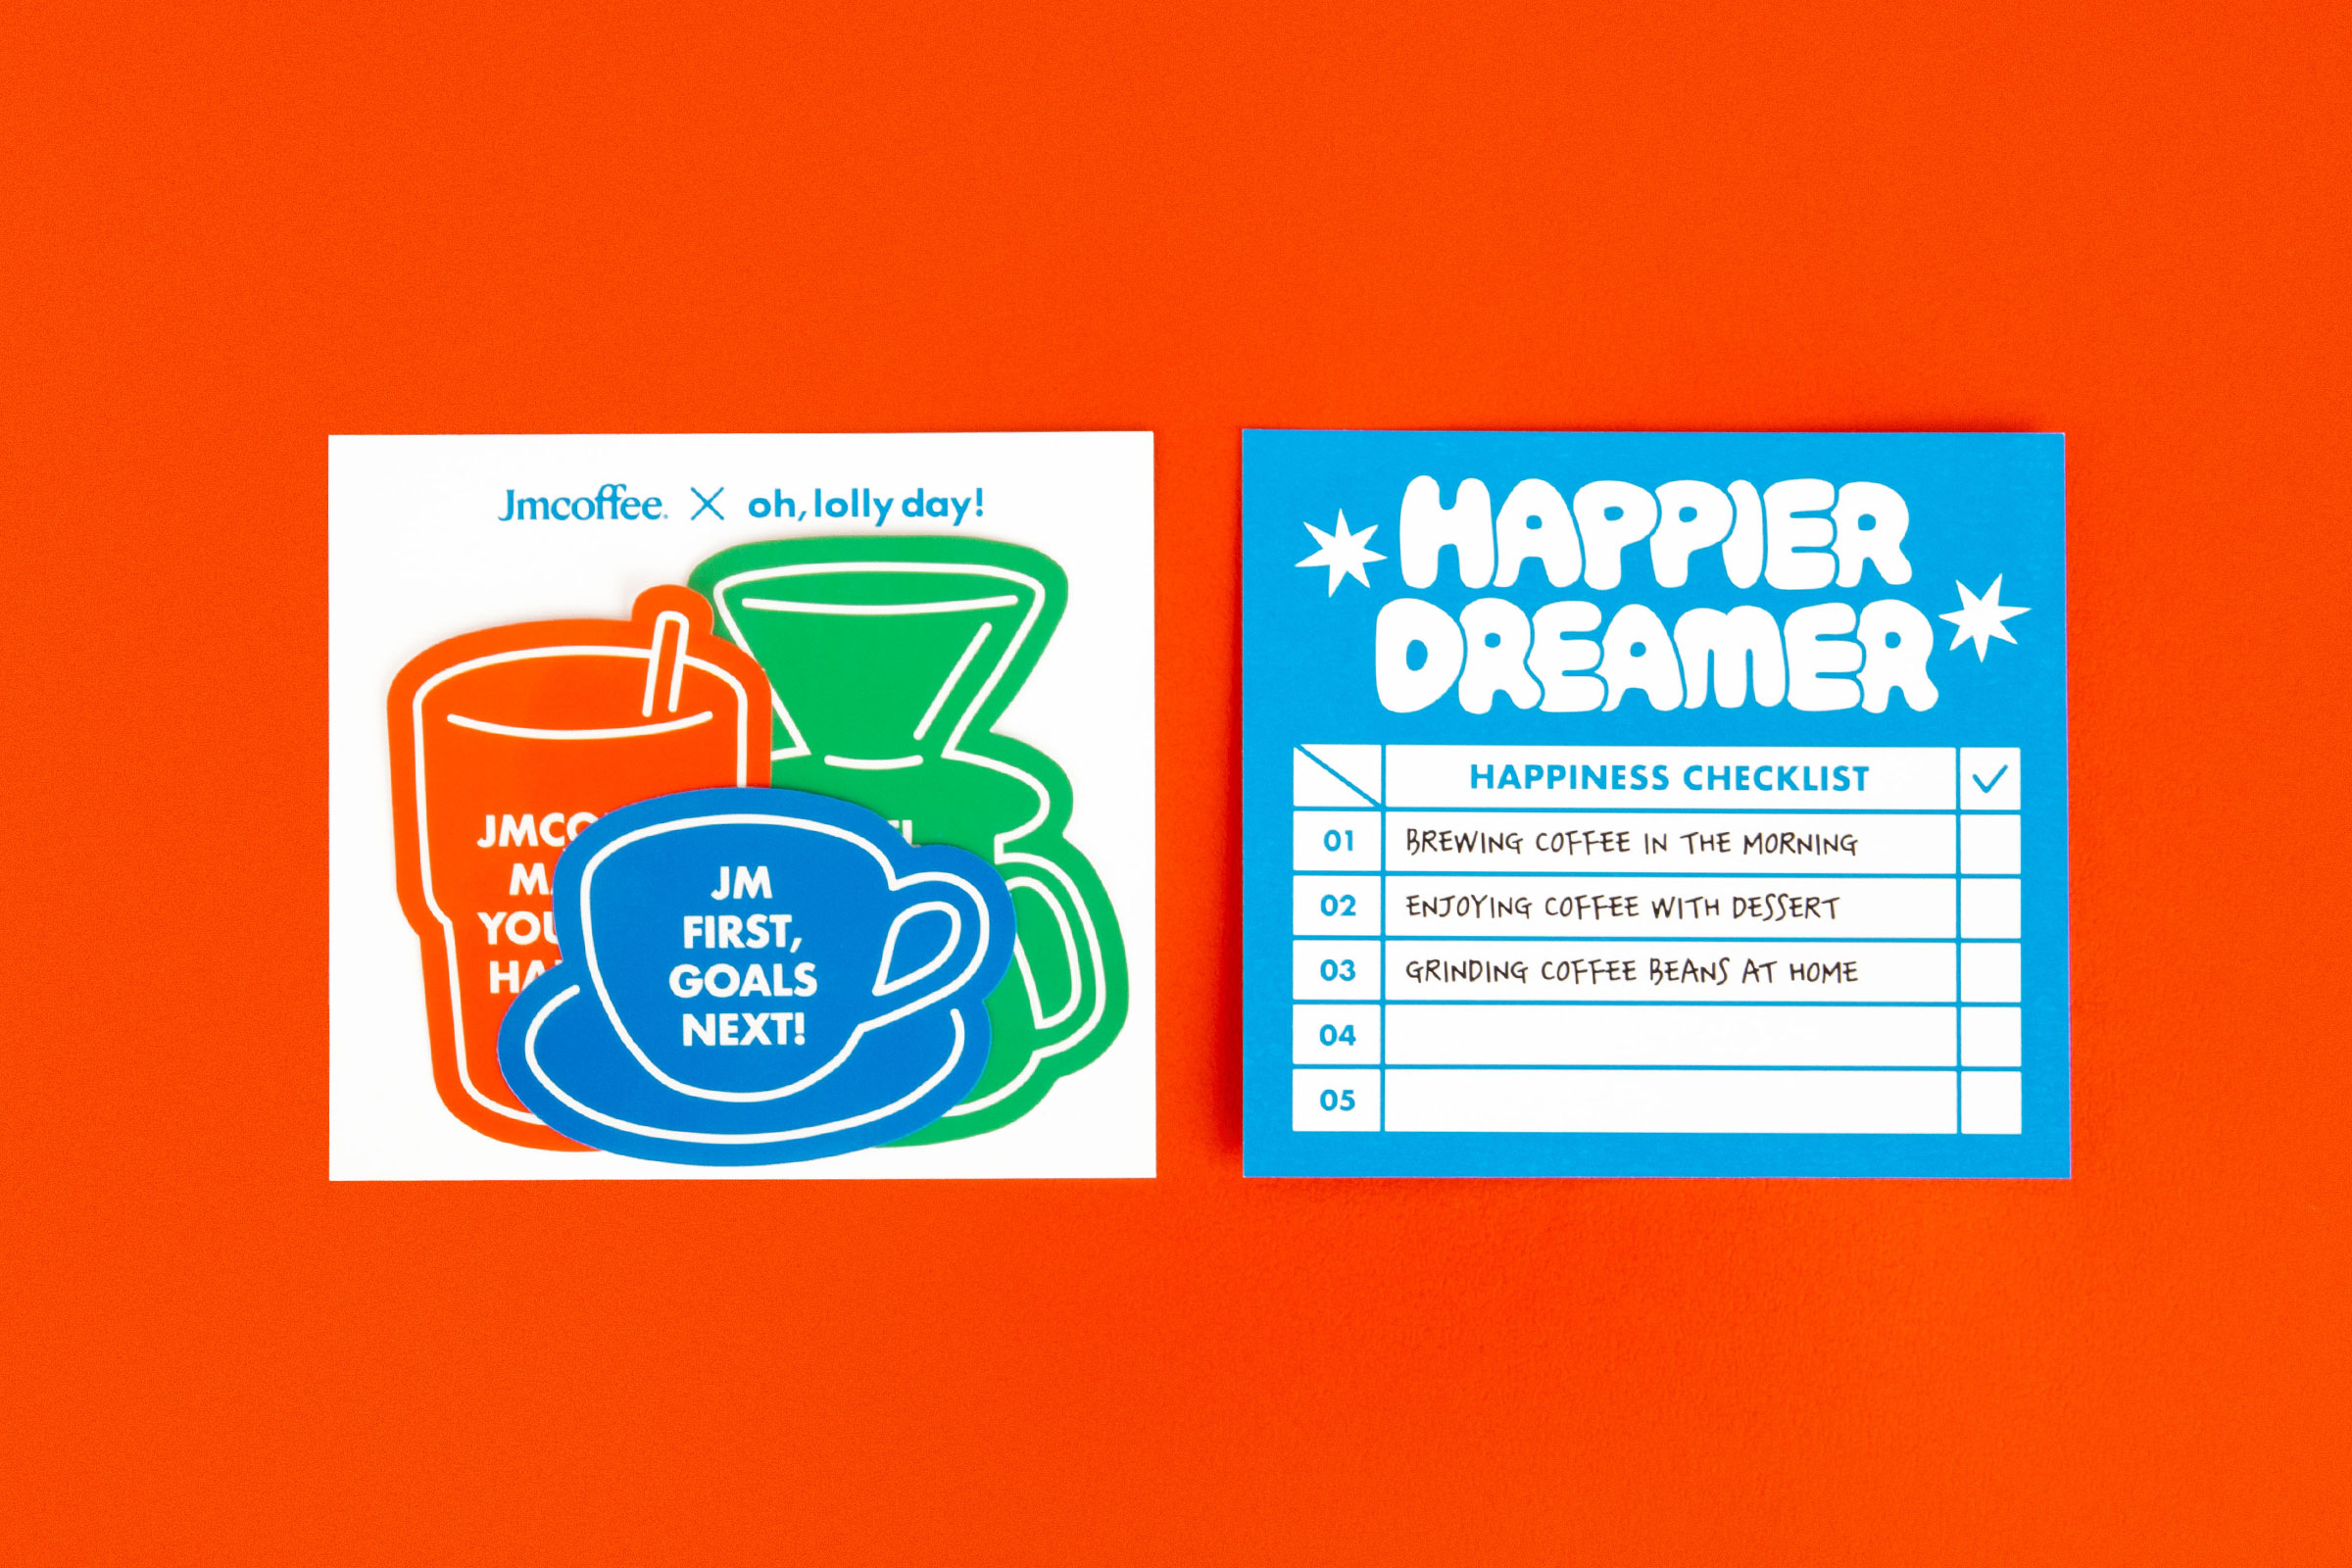 Jmcoffee. X oh, lolly day!
JM
FIRST,
GOALS
NEXT!
HAPPIER
DREAMER
HAPPINESS CHECKLIST ✓
01 BREWING COFFEE IN THE MORNING
02 ENJOYING COFFEE WITH DESSERT
03 GRINDING COFFEE BEANS AT HOME
04
05